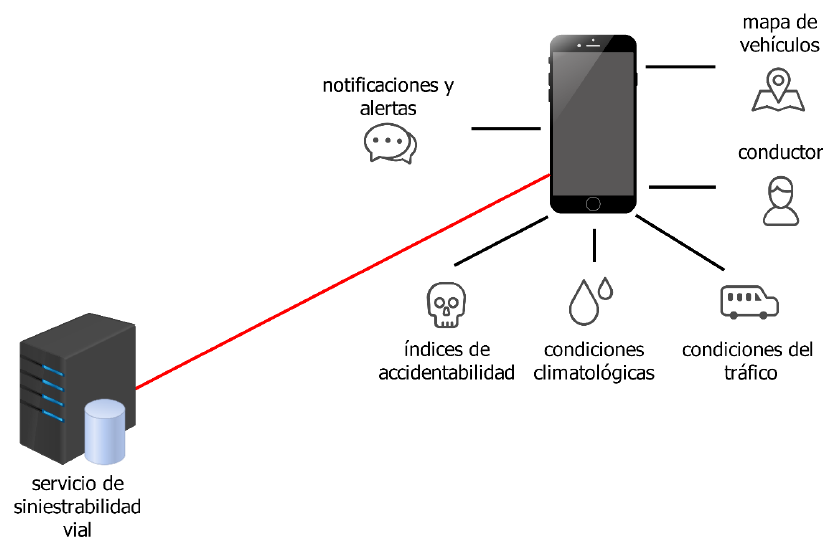 mapa de
vehículos
notificaciones y
alertas
conductor
índices de
accidentabilidad
condiciones
climatológicas
condiciones del
tráfico
servicio de
siniestrabilidad
vial